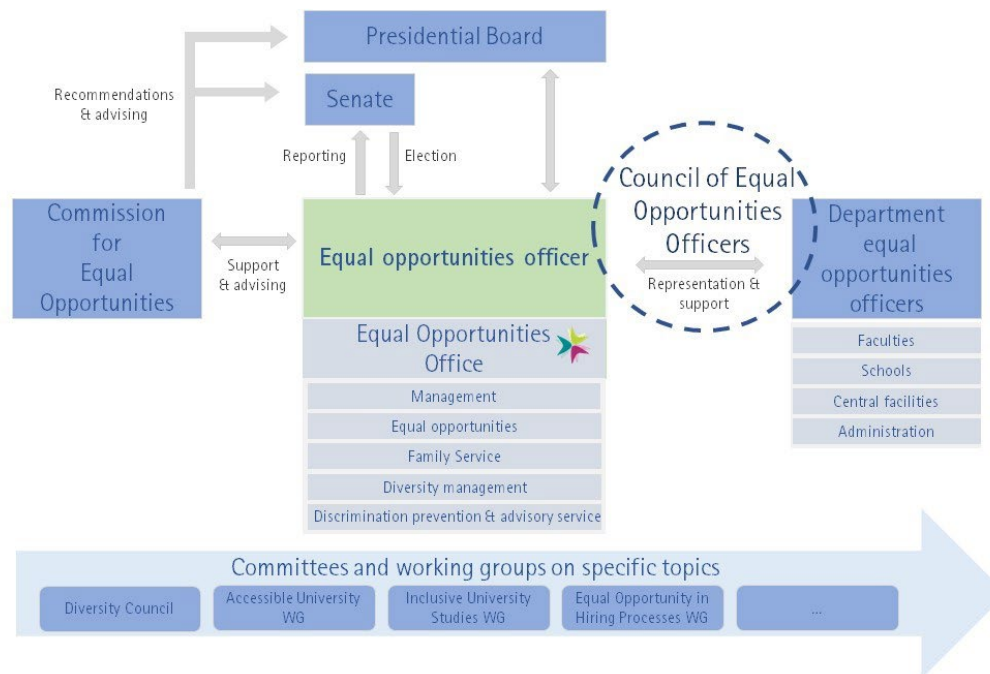 Presidential Board
Recommendations
& advising
Senate
Reporting
Election
Commission
for
Equal
Opportunities
Support
& advising
Equal opportunities officer
Council of Equal
Opportunities
Officers
Representation &
support
Department
equal
opportunities
officers
Equal Opportunities
Office
Management
Equal opportunities
Family Service
Diversity management
Discrimination prevention & advisory service
Faculties
Schools
Central facilities
Administration
Committees and working groups on specific topics
Diversity Council
Accessible University
WG
Inclusive University
Studies WG
Equal Opportunity in
Hiring Processes WG
...